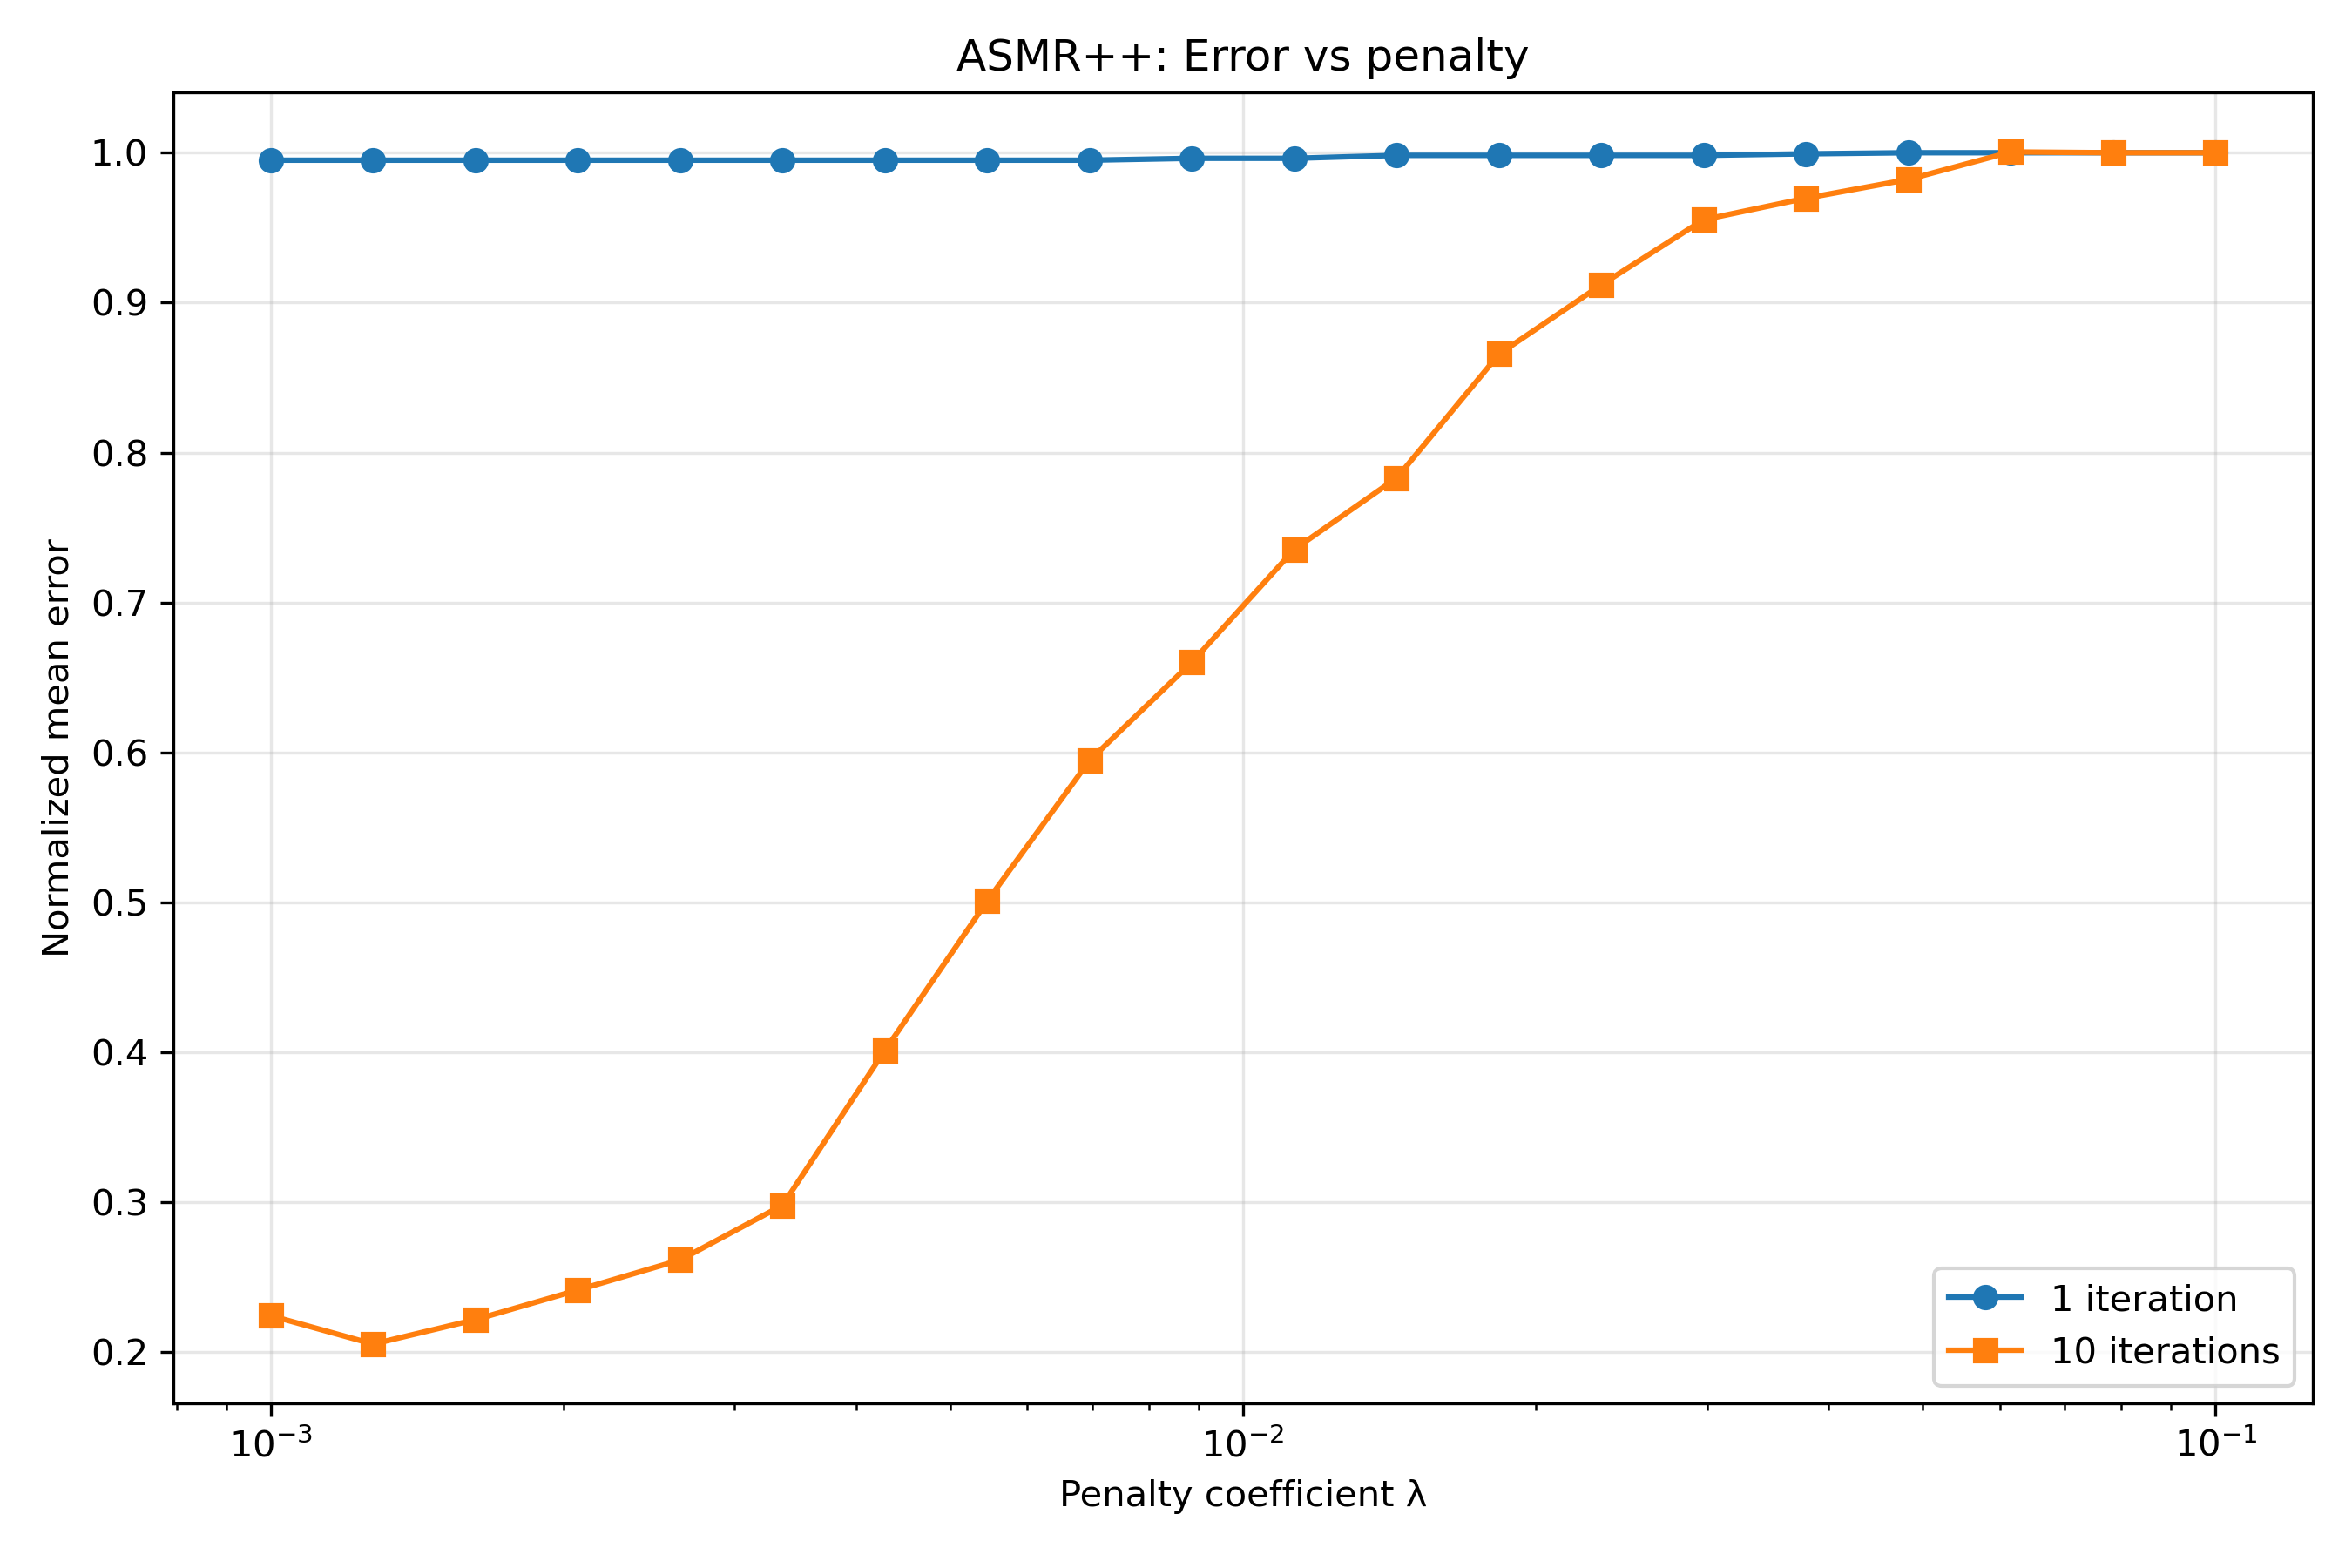 ASMR++: Error vs penalty
Normalized mean error
1.0
0.9
0.8
0.7
0.6
0.5
0.4
0.3
0.2
10⁻³
10⁻²
10⁻¹
Penalty coefficient λ
1 iteration
10 iterations